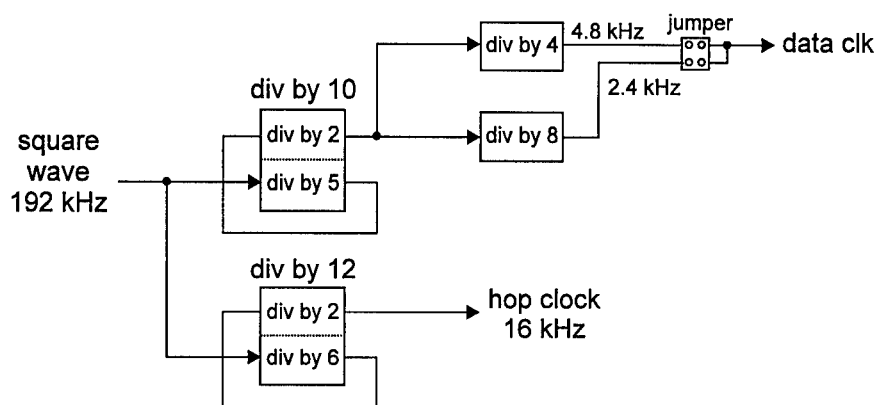 jumper
4.8 kHz
div by 4
data clk
div by 10
2.4 kHz
div by 2
div by 8
square
wave
192 kHz
div by 5
div by 12
div by 2
hop clock
16 kHz
div by 6